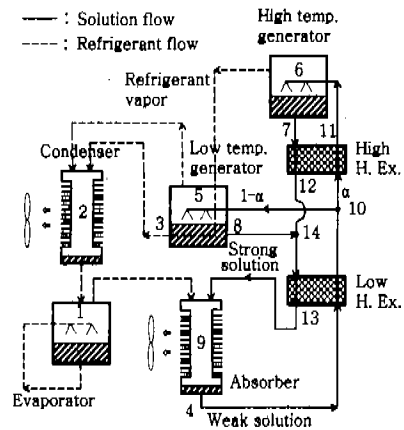 — : Solution flow
--- : Refrigerant flow
High temp.
generator
6
Refrigerant
vapor
7
11
Condenser
Low temp.
generator
High
H. Ex.
12
α
2
5
1-α
10
3
8
14
Strong
solution
1
Low
H. Ex.
13
9
Evaporator
Absorber
4
Weak solution